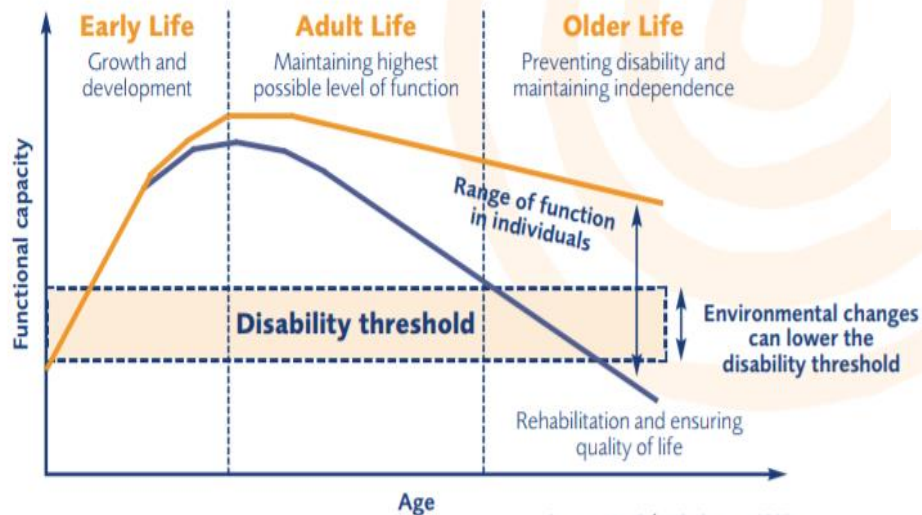 Early Life
Growth and
development
Adult Life
Maintaining highest
possible level of function
Older Life
Preventing disability and
maintaining independence
Functional capacity
Range of function
in individuals
Disability threshold
Environmental changes
can lower the
disability threshold
Rehabilitation and ensuring
quality of life
Age